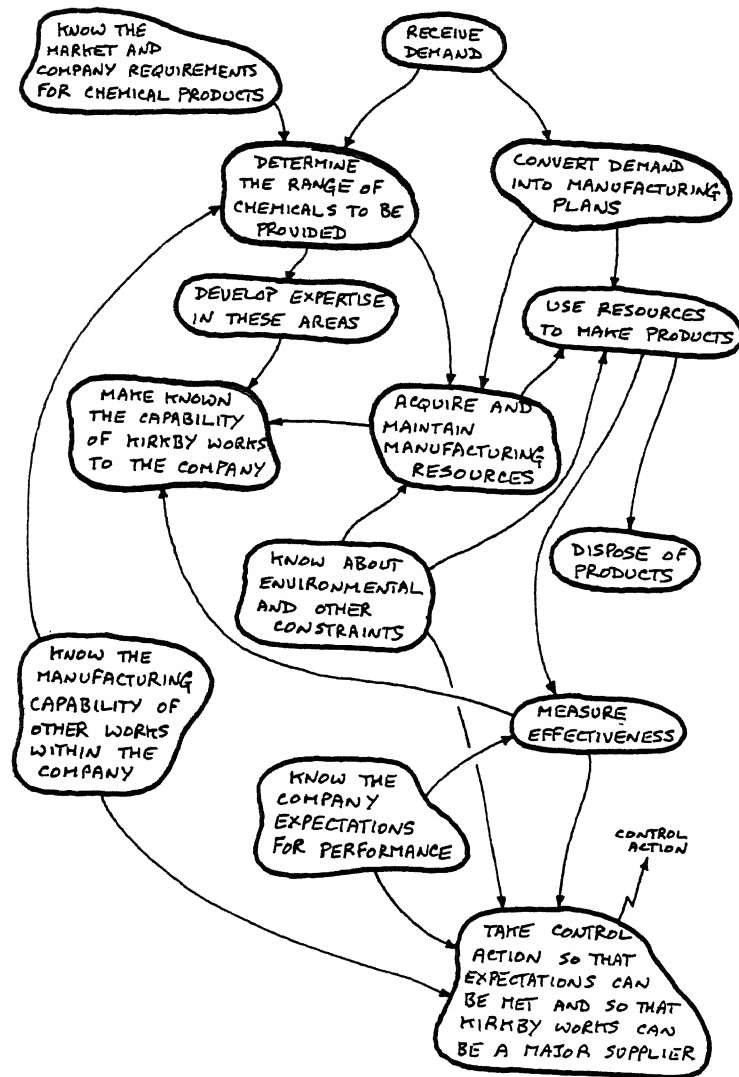 KNOW THE
MARKET AND
COMPANY REQUIREMENTS
FOR CHEMICAL PRODUCTS
RECEIVE
DEMAND
DETERMINE
THE RANGE OF
CHEMICALS TO BE
PROVIDED
CONVERT DEMAND
INTO MANUFACTURING
PLANS
DEVELOP EXPERTISE
IN THESE AREAS
USE RESOURCES
TO MAKE PRODUCTS
MAKE KNOWN
THE CAPABILITY
OF KIRKBY WORKS
TO THE COMPANY
ACQUIRE AND
MAINTAIN
MANUFACTURING
RESOURCES
KNOW ABOUT
ENVIRONMENTAL
AND OTHER
CONSTRAINTS
DISPOSE OF
PRODUCTS
KNOW THE
MANUFACTURING
CAPABILITY OF
OTHER WORKS
WITHIN THE
COMPANY
MEASURE
EFFECTIVENESS
KNOW THE
COMPANY
EXPECTATIONS
FOR PERFORMANCE
CONTROL
ACTION
TAKE CONTROL
ACTION SO THAT
EXPECTATIONS CAN
BE MET AND SO THAT
KIRKBY WORKS CAN
BE A MAJOR SUPPLIER